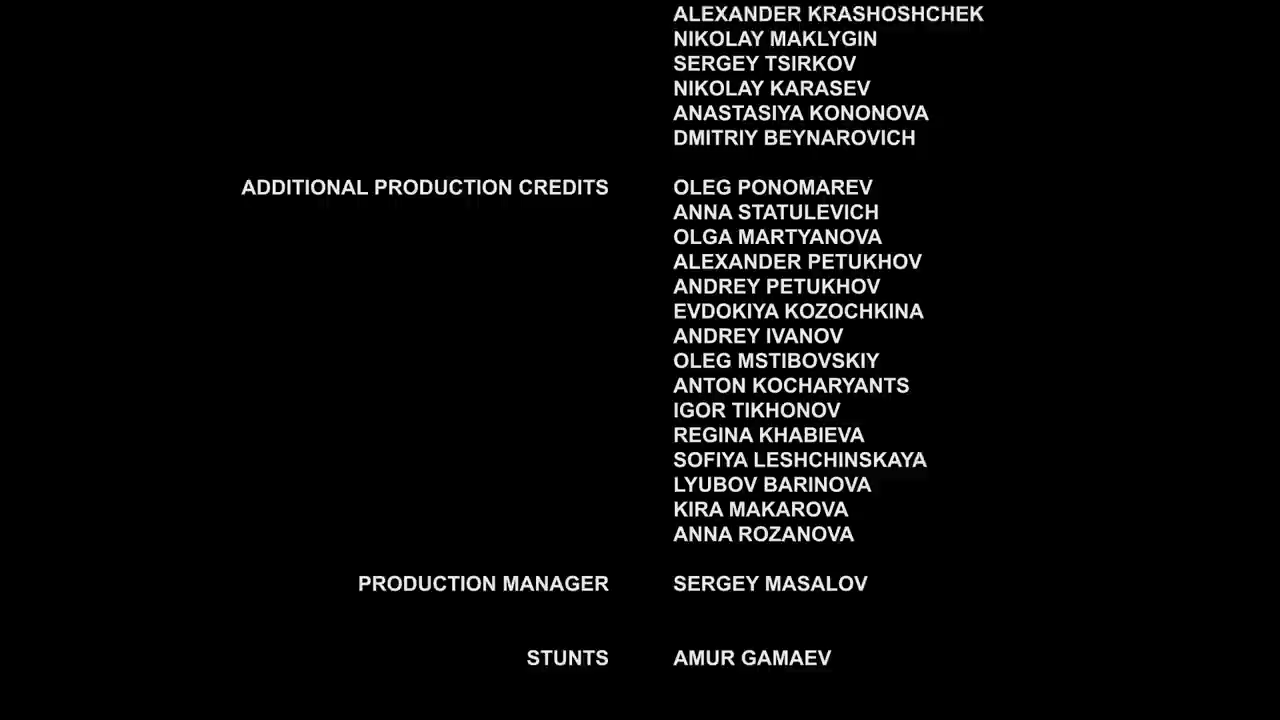 ALEXANDER KRASHOSHCHEK
NIKOLAY MAKLYGIN
SERGEY TSIRKOV
NIKOLAY KARASEV
ANASTASIYA KONONOVA
DMITRIY BEYNAROVICH
ADDITIONAL PRODUCTION CREDITS OLEG PONOMAREV
ANNA STATULEVICH
OLGA MARTYANOVA
ALEXANDER PETUKHOV
ANDREY PETUKHOV
EVDOKIYA KOZOCHKINA
ANDREY IVANOV
OLEG MSTIBOVSKIY
ANTON KOCHARYANTS
IGOR TIKHONOV
REGINA KHABIEVA
SOFIYA LESHCHINSKAYA
LYUBOV BARINOVA
KIRA MAKAROVA
ANNA ROZANOVA
PRODUCTION MANAGER SERGEY MASALOV
STUNTS AMUR GAMAEV